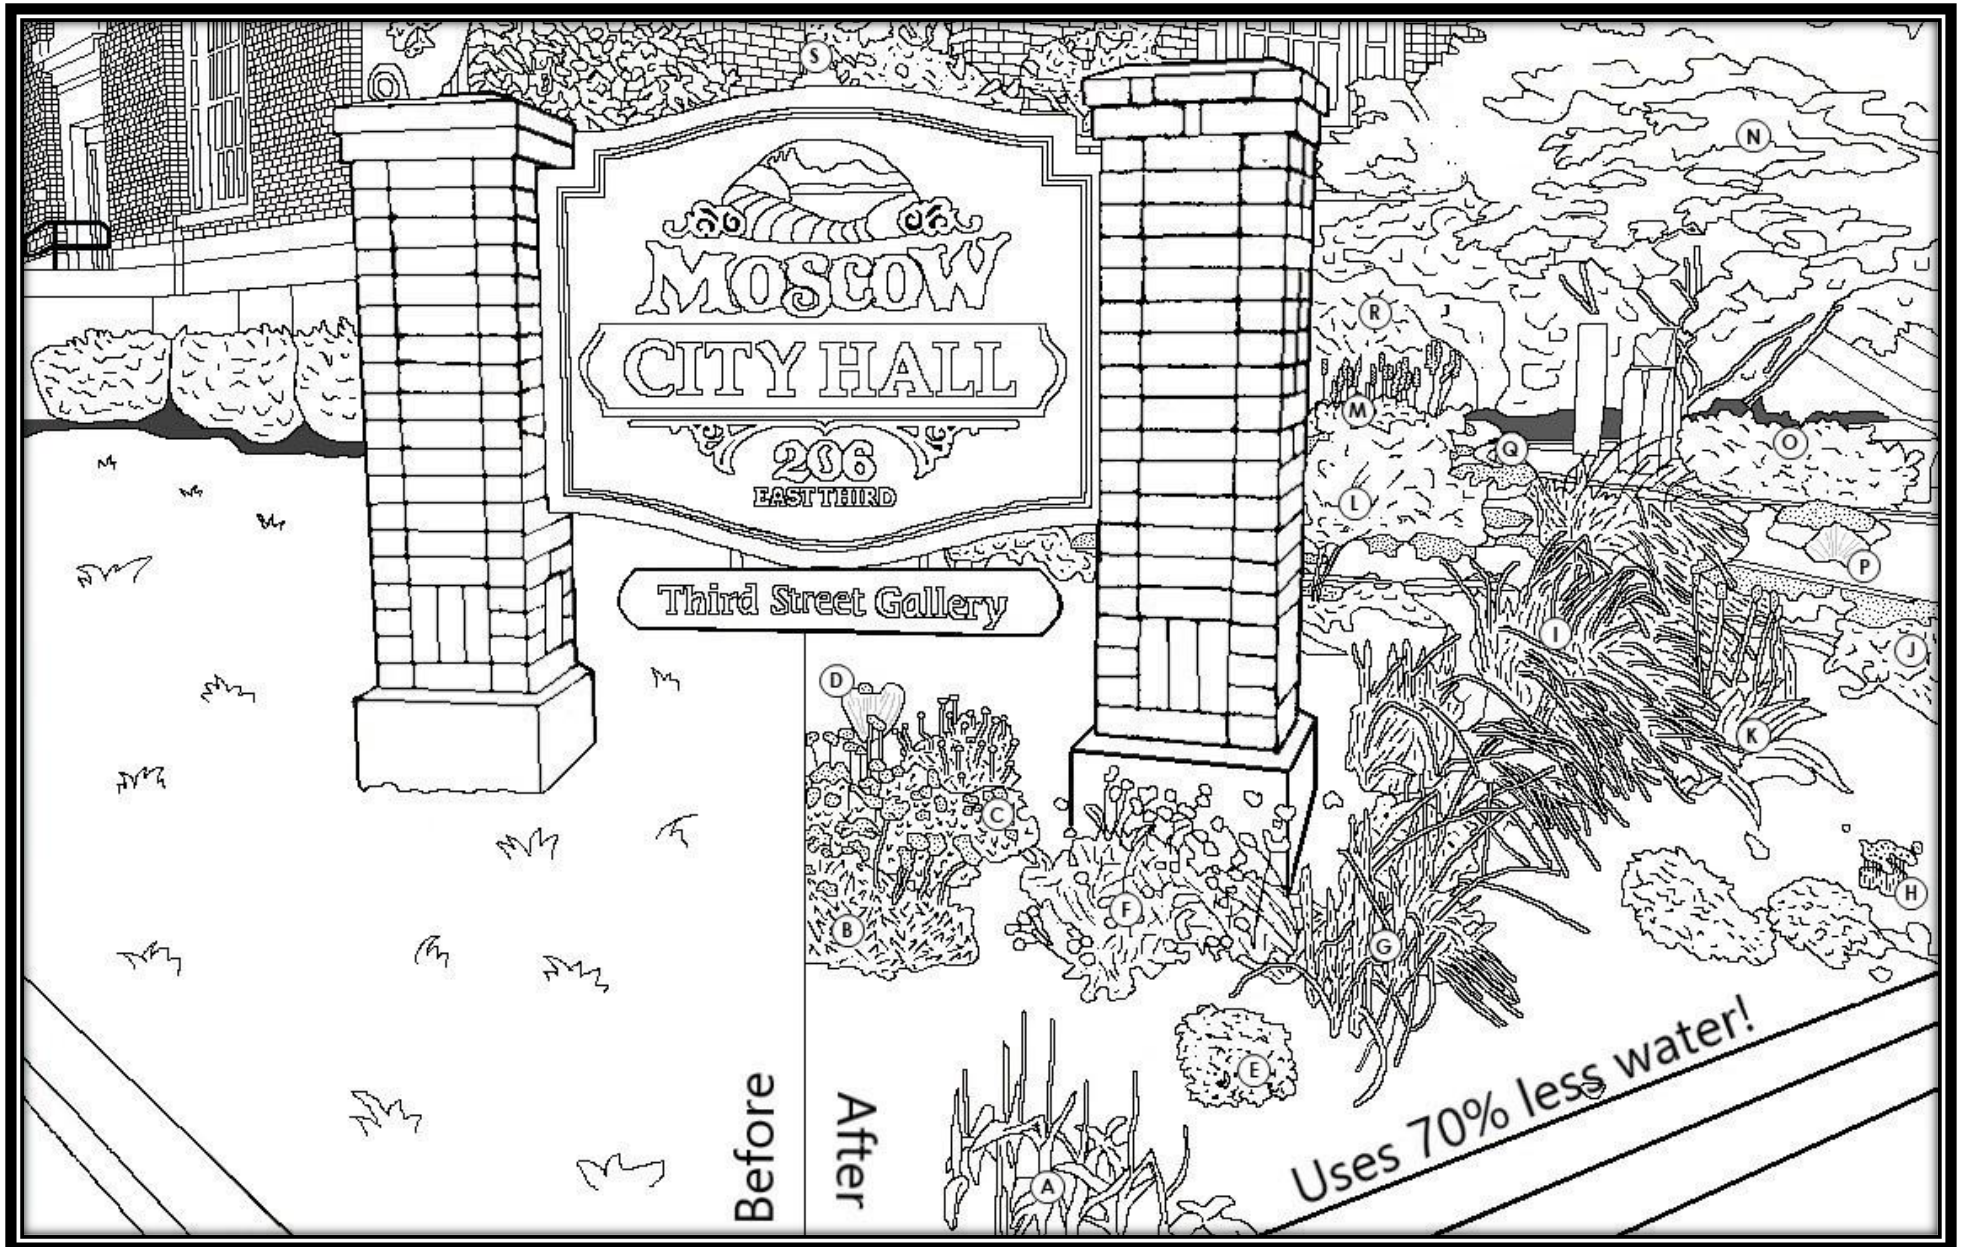 S
N
MOSCOW
CITY HALL
206
EAST THIRD
Third Street Gallery
R
J
M
Q
O
L
P
I
J
D
K
C
F
B
G
H
E
A
Before
After
Uses 70% less water!